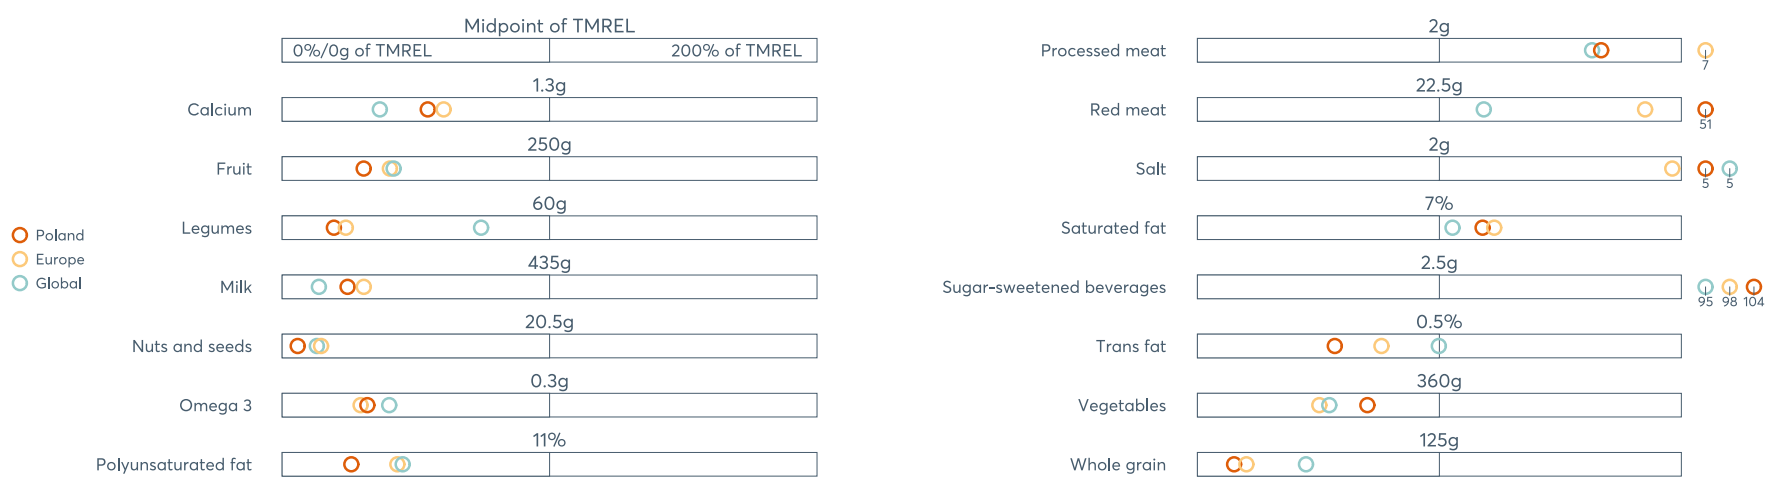 Midpoint of TMREL
0%/0g of TMREL 200% of TMREL
1.3g
Calcium
250g
Fruit
60g
Legumes
435g
Milk
20.5g
Nuts and seeds
0.3g
Omega 3
11%
Polyunsaturated fat
Poland
Europe
Global
2g
Processed meat
7
22.5g
Red meat
51
2g
Salt
5 5
7%
Saturated fat
2.5g
Sugar-sweetened beverages
95 98 104
0.5%
Trans fat
360g
Vegetables
125g
Whole grain